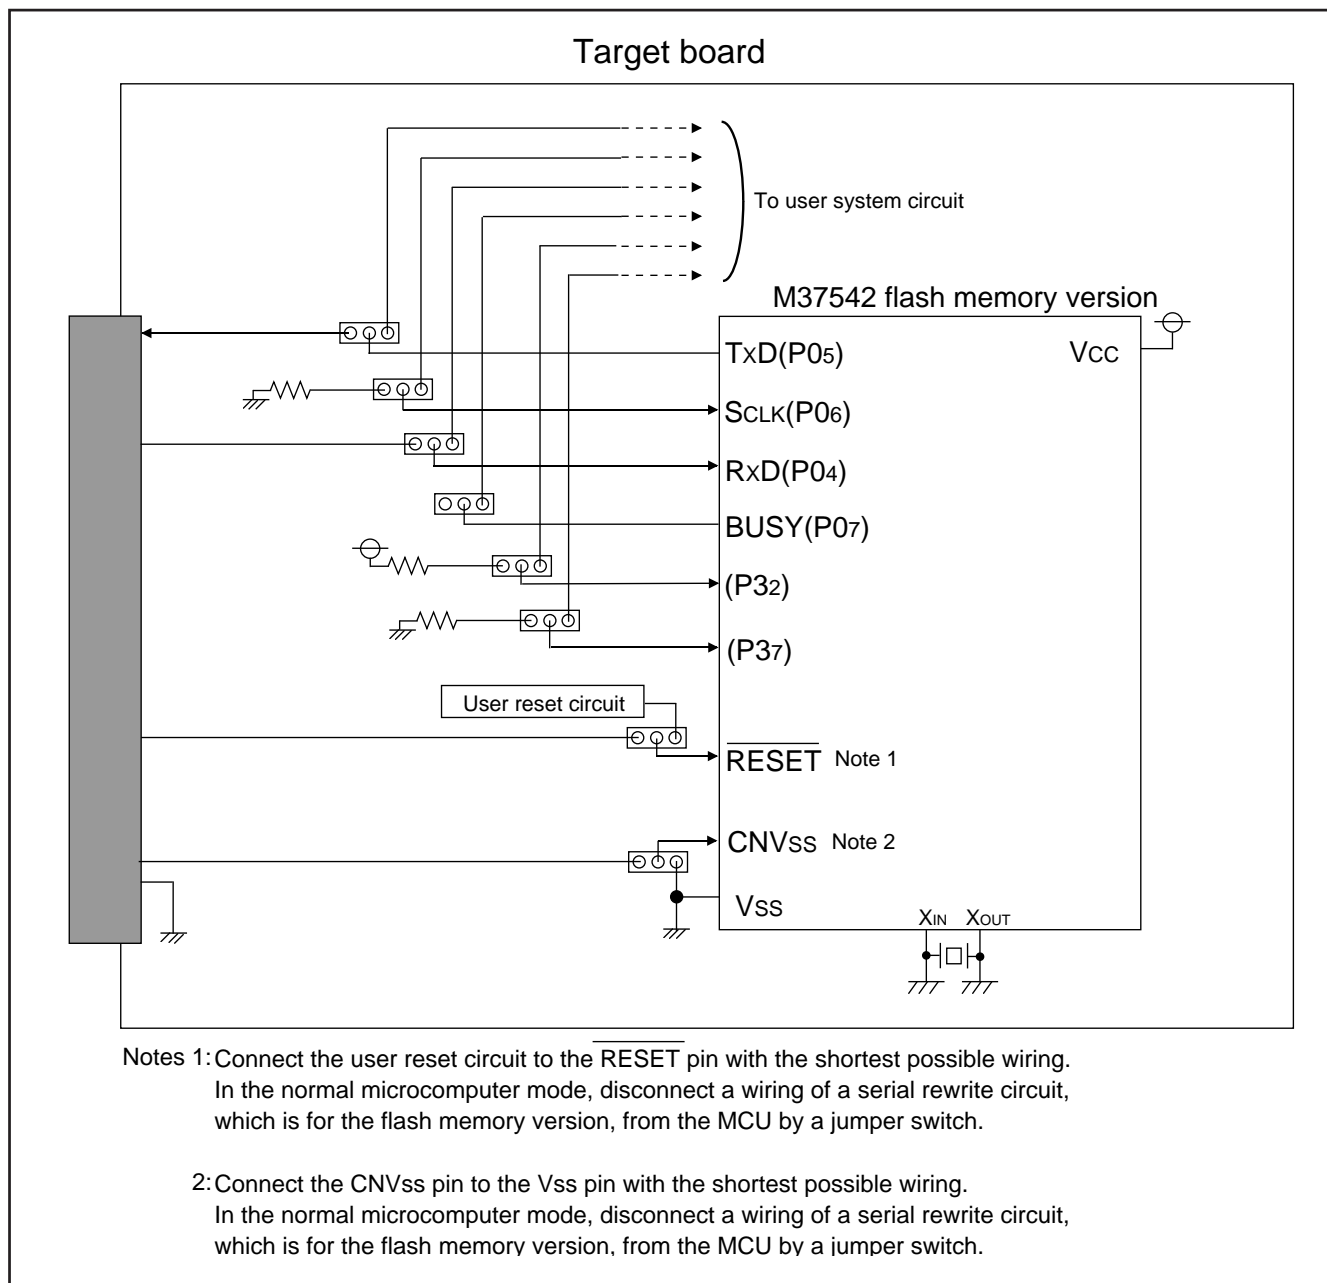 Target board
To user system circuit
M37542 flash memory version
TXD(P05)
VCC
SCLK(P06)
RXD(P04)
BUSY(P07)
(P32)
(P37)
User reset circuit
RESET Note 1
CNVSS Note 2
VSS
XIN XOUT
Notes 1: Connect the user reset circuit to the RESET pin with the shortest possible wiring.
In the normal microcomputer mode, disconnect a wiring of a serial rewrite circuit,
which is for the flash memory version, from the MCU by a jumper switch.
2: Connect the CNVss pin to the Vss pin with the shortest possible wiring.
In the normal microcomputer mode, disconnect a wiring of a serial rewrite circuit,
which is for the flash memory version, from the MCU by a jumper switch.